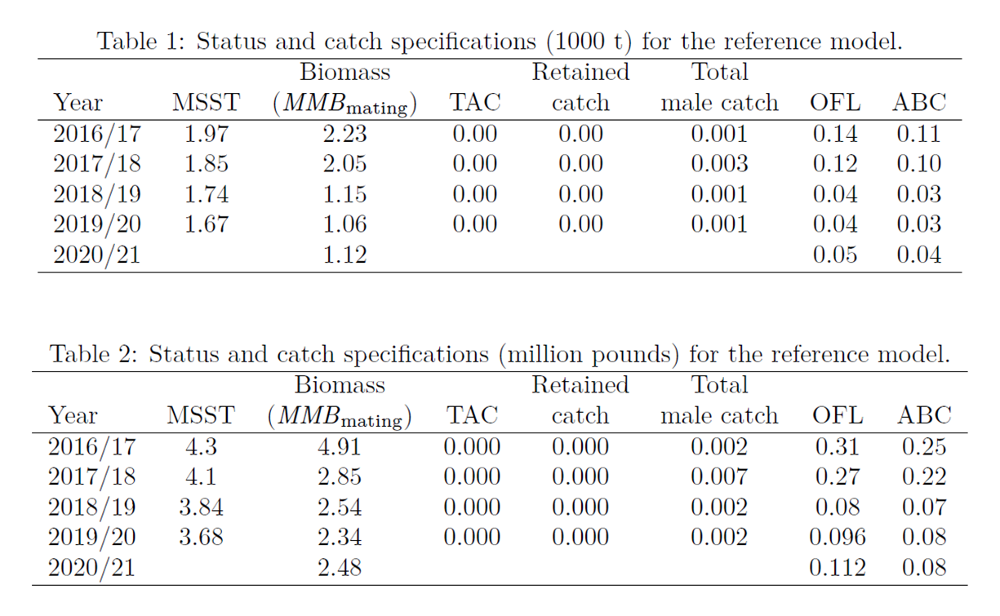 Table 1: Status and catch specifications (1000 t) for the reference model.
Biomass Retained Total
Year MSST (MMBmating) TAC catch male catch OFL ABC
2016/17 1.97 2.23 0.00 0.00 0.001 0.14 0.11
2017/18 1.85 2.05 0.00 0.00 0.003 0.12 0.10
2018/19 1.74 1.15 0.00 0.00 0.001 0.04 0.03
2019/20 1.67 1.06 0.00 0.00 0.001 0.04 0.03
2020/21 1.12 0.05 0.04
Table 2: Status and catch specifications (million pounds) for the reference model.
Biomass Retained Total
Year MSST (MMBmating) TAC catch male catch OFL ABC
2016/17 4.3 4.91 0.000 0.000 0.002 0.31 0.25
2017/18 4.1 2.85 0.000 0.000 0.007 0.27 0.22
2018/19 3.84 2.54 0.000 0.000 0.002 0.08 0.07
2019/20 3.68 2.34 0.000 0.000 0.002 0.096 0.08
2020/21 2.48 0.112 0.08